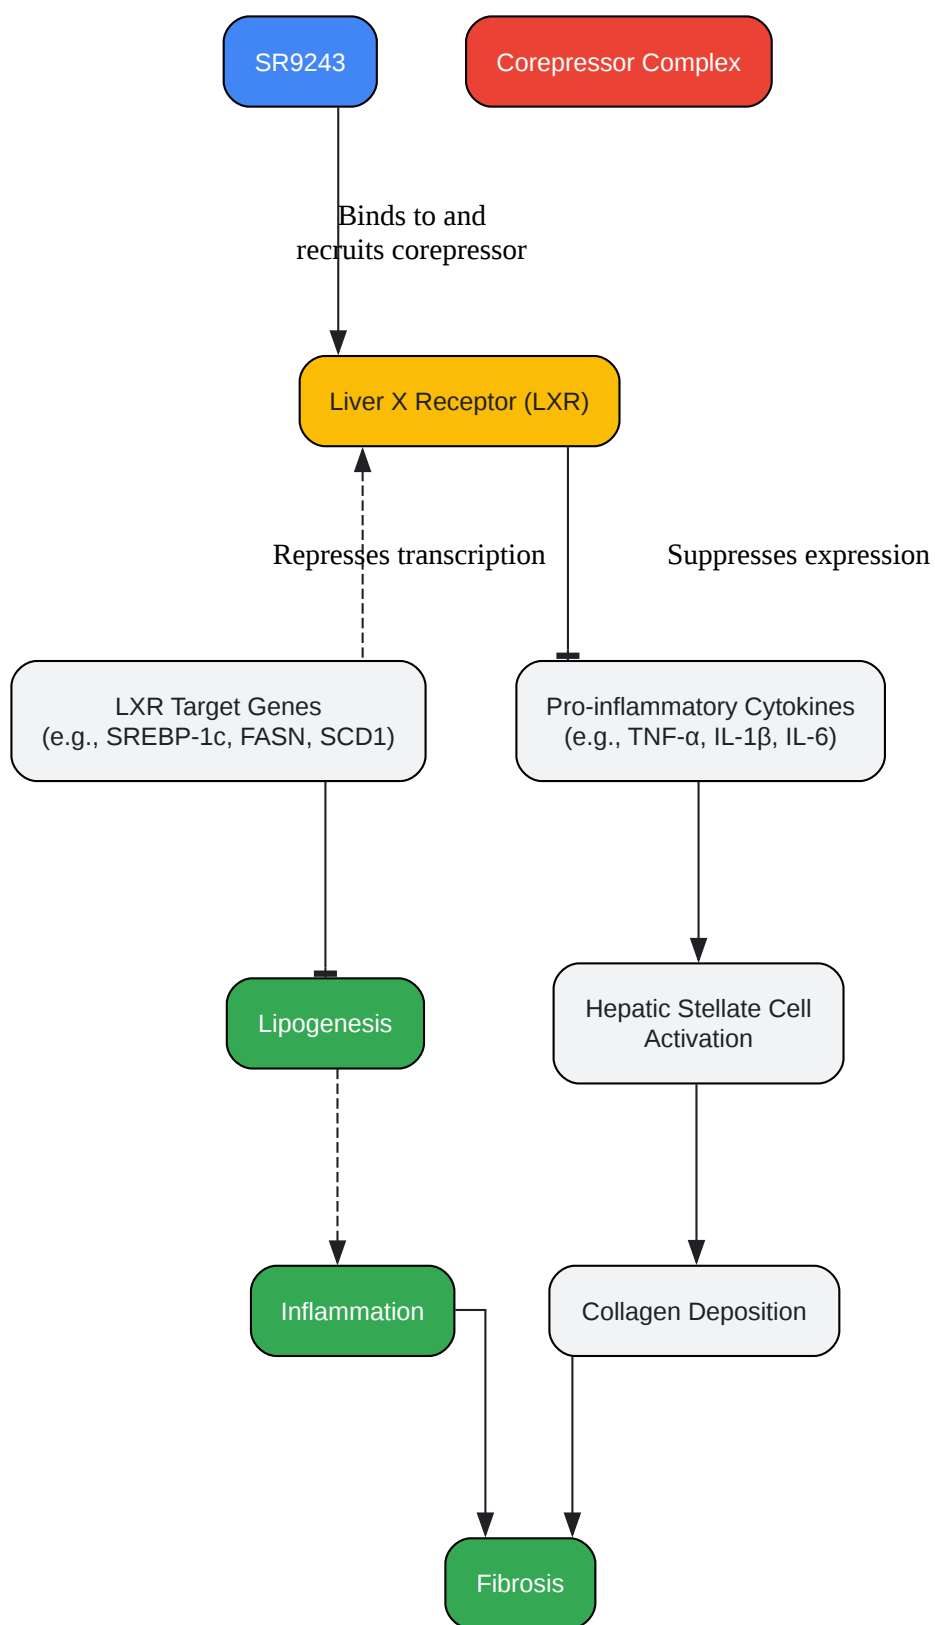 SR9243
Corepressor Complex
Binds to and
recruits corepressor
Liver X Receptor (LXR)
Represses transcription
Suppresses expression
LXR Target Genes
(e.g., SREBP-1c, FASN, SCD1)
Pro-inflammatory Cytokines
(e.g., TNF-α, IL-1β, IL-6)
Lipogenesis
Hepatic Stellate Cell
Activation
Inflammation
Collagen Deposition
Fibrosis